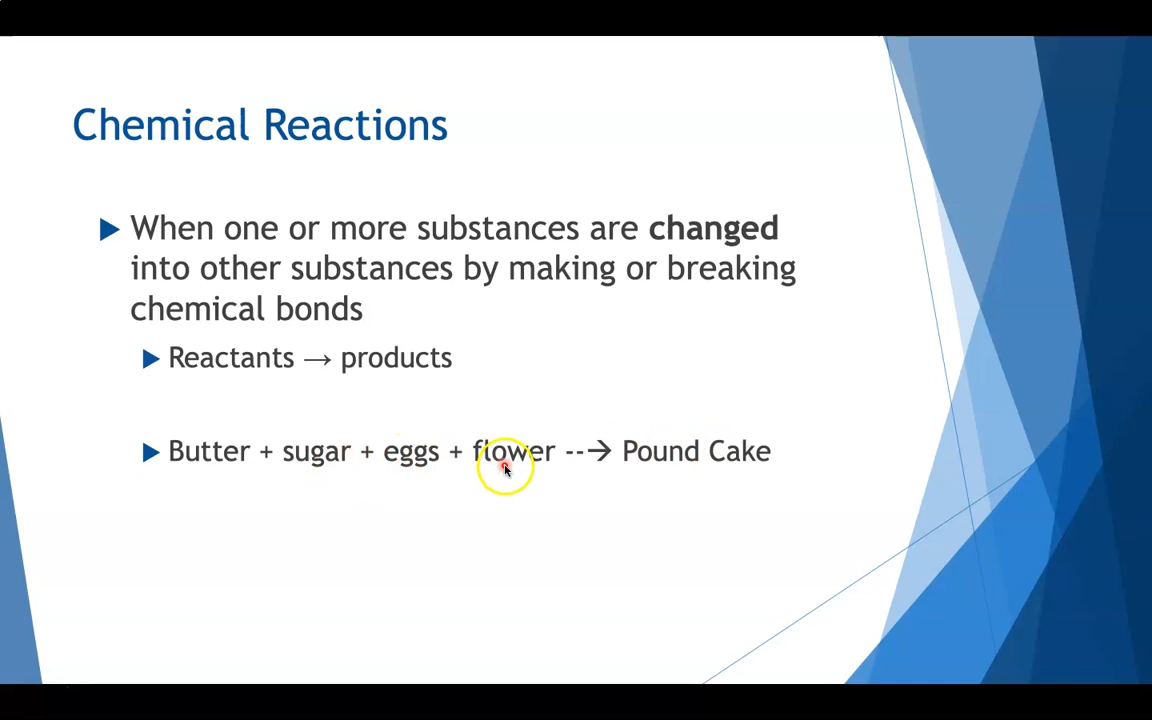 Chemical Reactions
When one or more substances are changed
into other substances by making or breaking
chemical bonds
Reactants → products
Butter + sugar + eggs + flower --→ Pound Cake